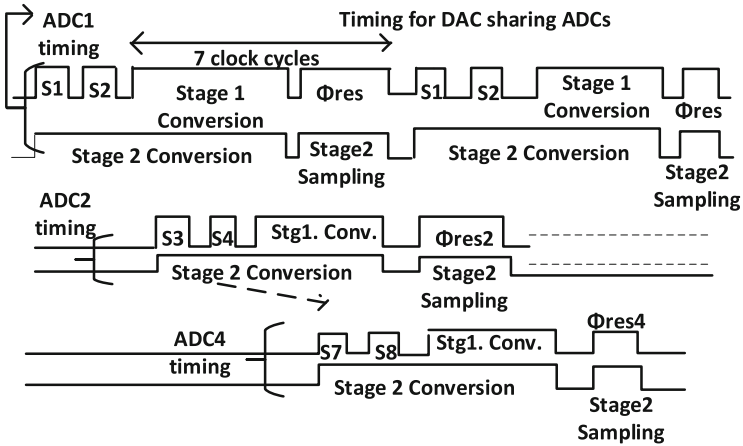 Timing for DAC sharing ADCs
ADC1
timing
7 clock cycles
S1 S2 Stage 1 Φres S1 S2 Stage 1
Conversion Conversion Φres
Stage 2 Conversion Stage2 Stage 2 Conversion Stage2
Sampling Sampling
ADC2
timing
S3 S4 Stg1. Conv. Φres2
Stage 2 Conversion Stage2
Sampling
ADC4
timing
S7 S8 Stg1. Conv. Φres4
Stage 2 Conversion Stage2
Sampling